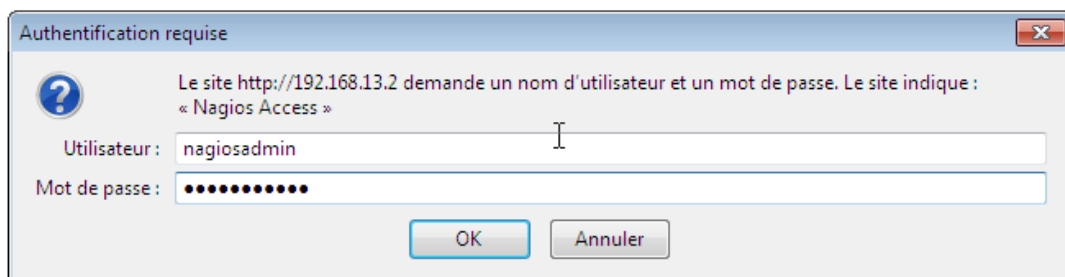 Authentification requise
Le site http://192.168.13.2 demande un nom d'utilisateur et un mot de passe. Le site indique :
« Nagios Access »
Utilisateur : nagiosadmin
Mot de passe : •••••••••••
OK Annuler